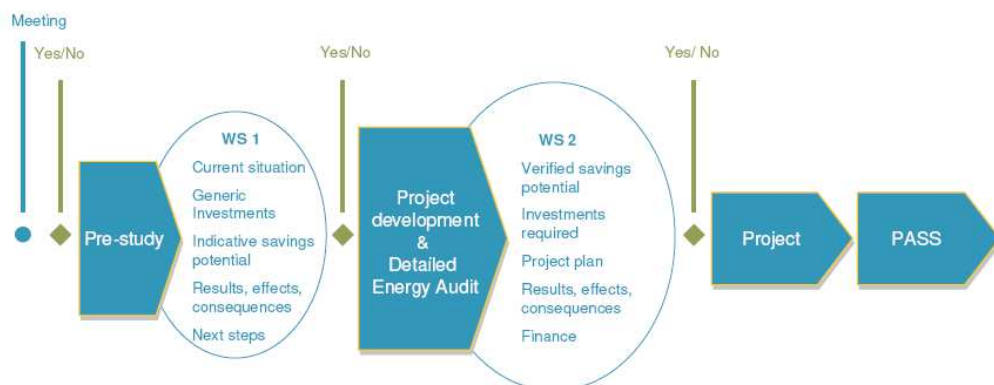 Meeting
Yes/No
Pre-study
WS 1
Current situation
Generic
Investments
Indicative savings
potential
Results, effects,
consequences
Next steps
Yes/No
Project
development
&
Detailed
Energy Audit
WS 2
Verified savings
potential
Investments
required
Project plan
Results, effects,
consequences
Finance
Yes/ No
Project
PASS